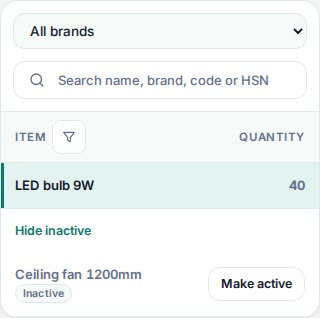 All brands
Search name, brand, code or HSN
ITEM QUANTITY
LED bulb 9W 40
Hide inactive
Ceiling fan 1200mm
Inactive
Make active